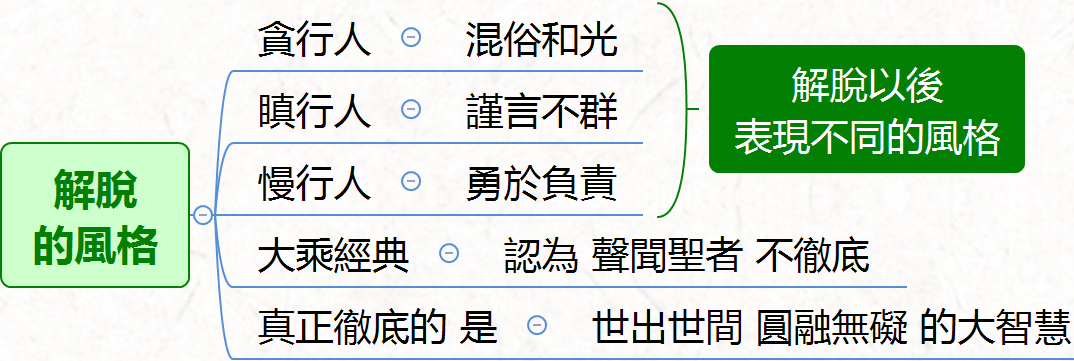 解脫
的風格
貪行人 混俗和光
瞋行人 謹言不群
慢行人 勇於負責
解脫以後
表現不同的風格
大乘經典 認為 聲聞聖者 不徹底
真正徹底的 是 世出世間 圓融無礙 的大智慧